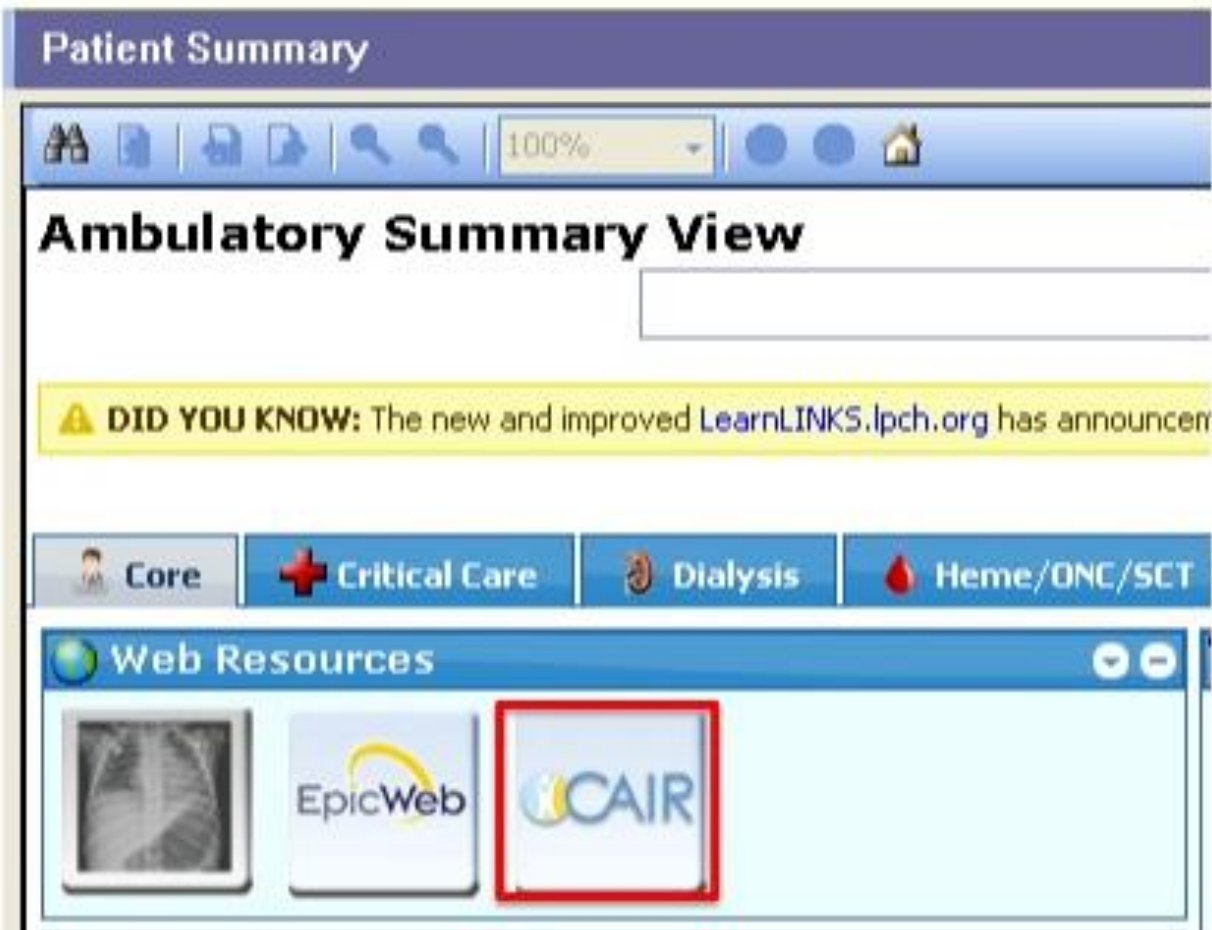 Patient Summary
100%
Ambulatory Summary View
DID YOU KNOW: The new and improved LearnLINKS.lpch.org has announcem
Core Critical Care Dialysis Heme/ONC/SCT
Web Resources
EpicWeb CAIR